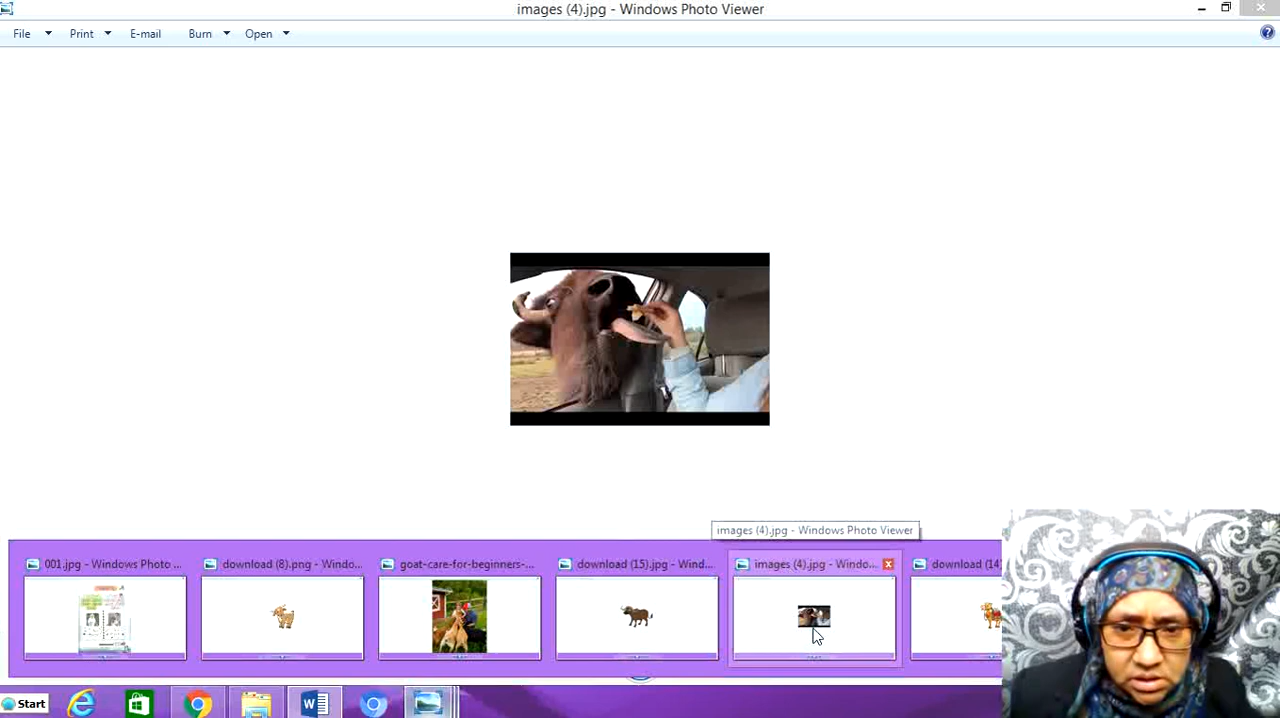 images (4).jpg - Windows Photo Viewer
File Print E-mail Burn Open
images (4).jpg - Windows Photo Viewer
001.jpg - Windows Photo ...
download (8).png - Windo...
goat-care-for-beginners-...
download (15).jpg - Wind...
images (4).jpg - Windo...
download (14
Start